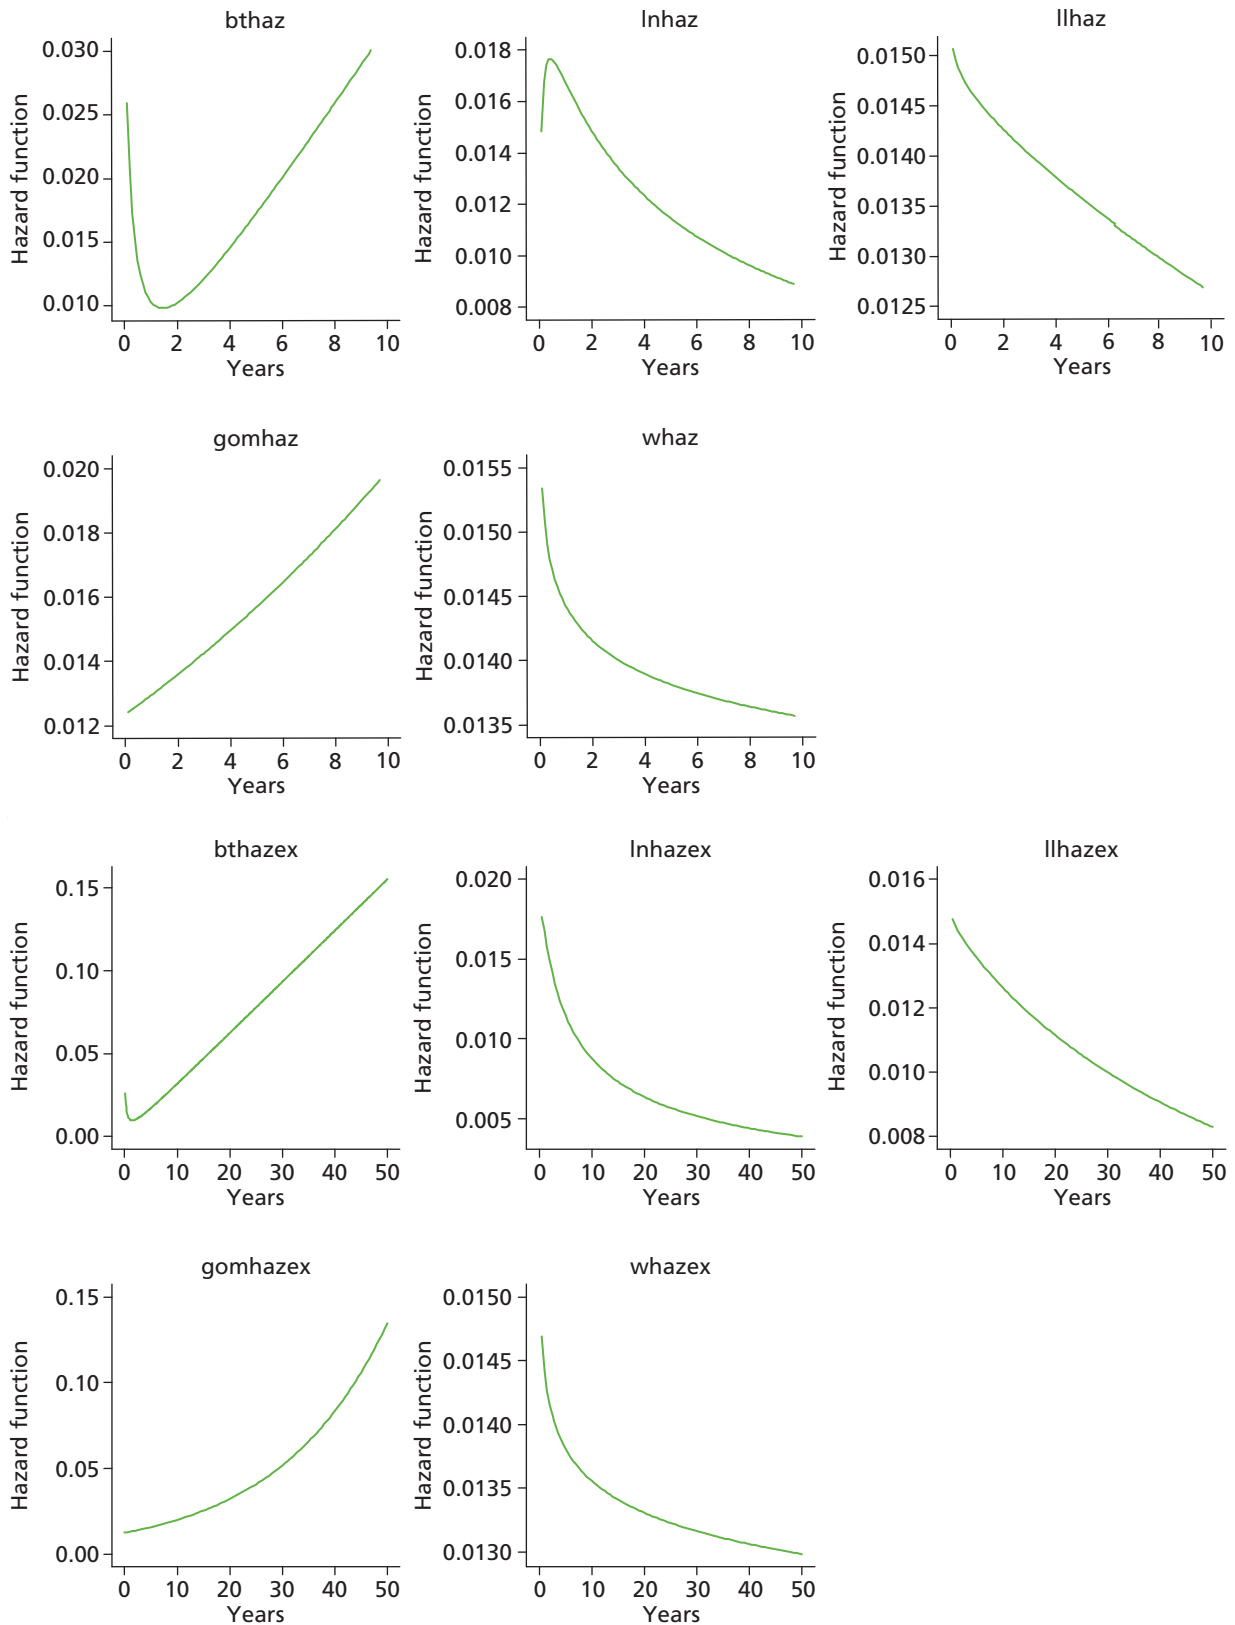 bthaz
Hazard function
0.030
0.025
0.020
0.015
0.010
0 2 4 6 8 10
Years
lnhaz
Hazard function
0.018
0.016
0.014
0.012
0.010
0.008
0 2 4 6 8 10
Years
llhaz
Hazard function
0.0150
0.0145
0.0140
0.0135
0.0130
0.0125
0 2 4 6 8 10
Years
gomhaz
Hazard function
0.020
0.018
0.016
0.014
0.012
0 2 4 6 8 10
Years
whaz
Hazard function
0.0155
0.0150
0.0145
0.0140
0.0135
0 2 4 6 8 10
Years
bthazex
Hazard function
0.15
0.10
0.05
0.00
0 10 20 30 40 50
Years
lnhazex
Hazard function
0.020
0.015
0.010
0.005
0 10 20 30 40 50
Years
llhazex
Hazard function
0.016
0.014
0.012
0.010
0.008
0 10 20 30 40 50
Years
gomhazex
Hazard function
0.15
0.10
0.05
0.00
0 10 20 30 40 50
Years
whazex
Hazard function
0.0150
0.0145
0.0140
0.0135
0.0130
0 10 20 30 40 50
Years